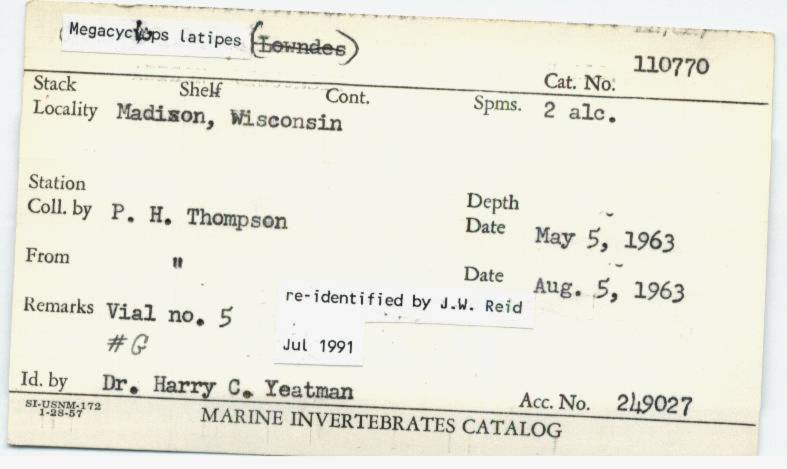 Megacyclops latipes (Lowndes)
Cat. No. 110770
Stack Shelf Cont. Spms. 2 alc.
Locality Madison, Wisconsin
Station Depth
Coll. by P. H. Thompson Date May 5, 1963
From " Date Aug. 5, 1963
re-identified by J.W. Reid
Remarks Vial no. 5
#G Jul 1991
Id. by Dr. Harry C. Yeatman Acc. No. 249027
SI-USNM-172
1-28-57
MARINE INVERTEBRATES CATALOG